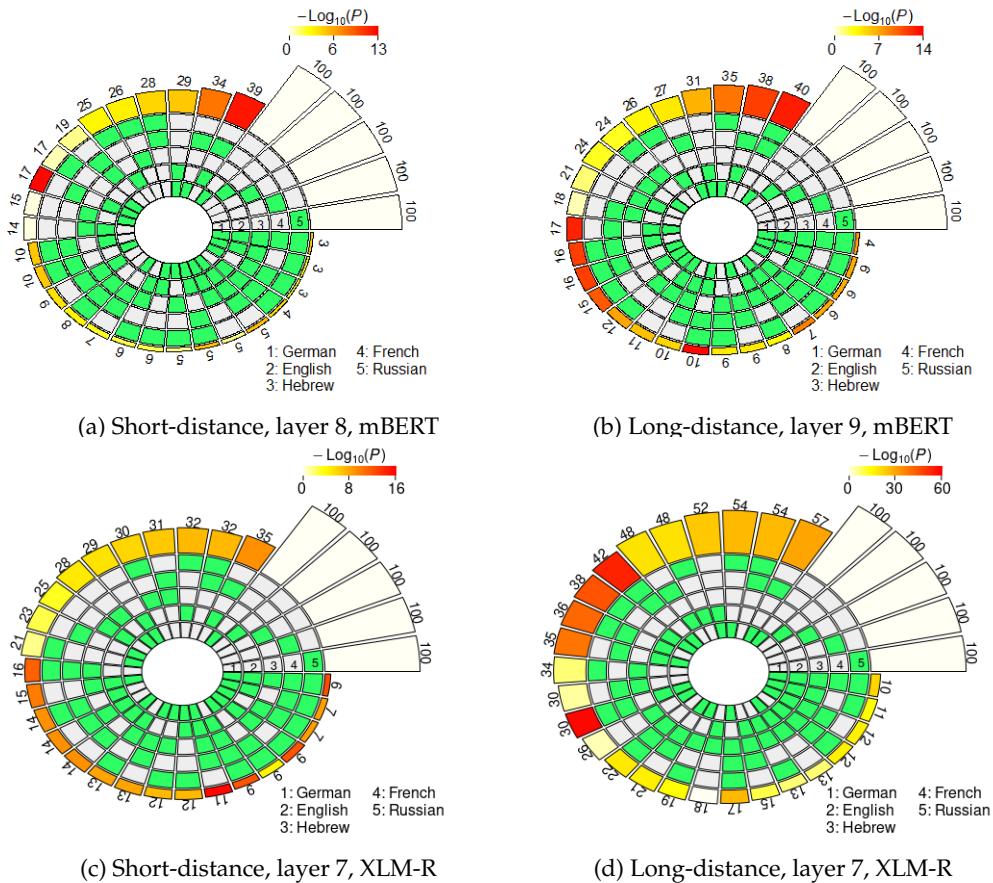 −Log₁₀(P)
0 6 13
39 34 29 28 26 25 19 17 17 15 14 10 10 9 8 7 6 6 5 5 5 4 3 3
100 100 100 100 100
1 2 3 4 5
1: German 4: French
2: English 5: Russian
3: Hebrew
(a) Short-distance, layer 8, mBERT
−Log₁₀(P)
0 7 14
40 38 35 31 27 26 24 24 21 18 17 16 16 15 12 11 10 10 9 9 8 7 6 6 6 4
100 100 100 100 100
1 2 3 4 5
1: German 4: French
2: English 5: Russian
3: Hebrew
(b) Long-distance, layer 9, mBERT
−Log₁₀(P)
0 8 16
35 32 32 31 30 29 28 25 23 21 16 15 14 14 14 13 12 12 11 9 9 9 7 7 6
100 100 100 100 100
1 2 3 4 5
1: German 4: French
2: English 5: Russian
3: Hebrew
(c) Short-distance, layer 7, XLM-R
−Log₁₀(P)
0 30 60
57 54 54 52 48 48 42 38 36 35 34 30 30 26 22 21 19 18 17 15 13 13 12 12 11 10
100 100 100 100 100
1 2 3 4 5
1: German 4: French
2: English 5: Russian
3: Hebrew
(d) Long-distance, layer 7, XLM-R